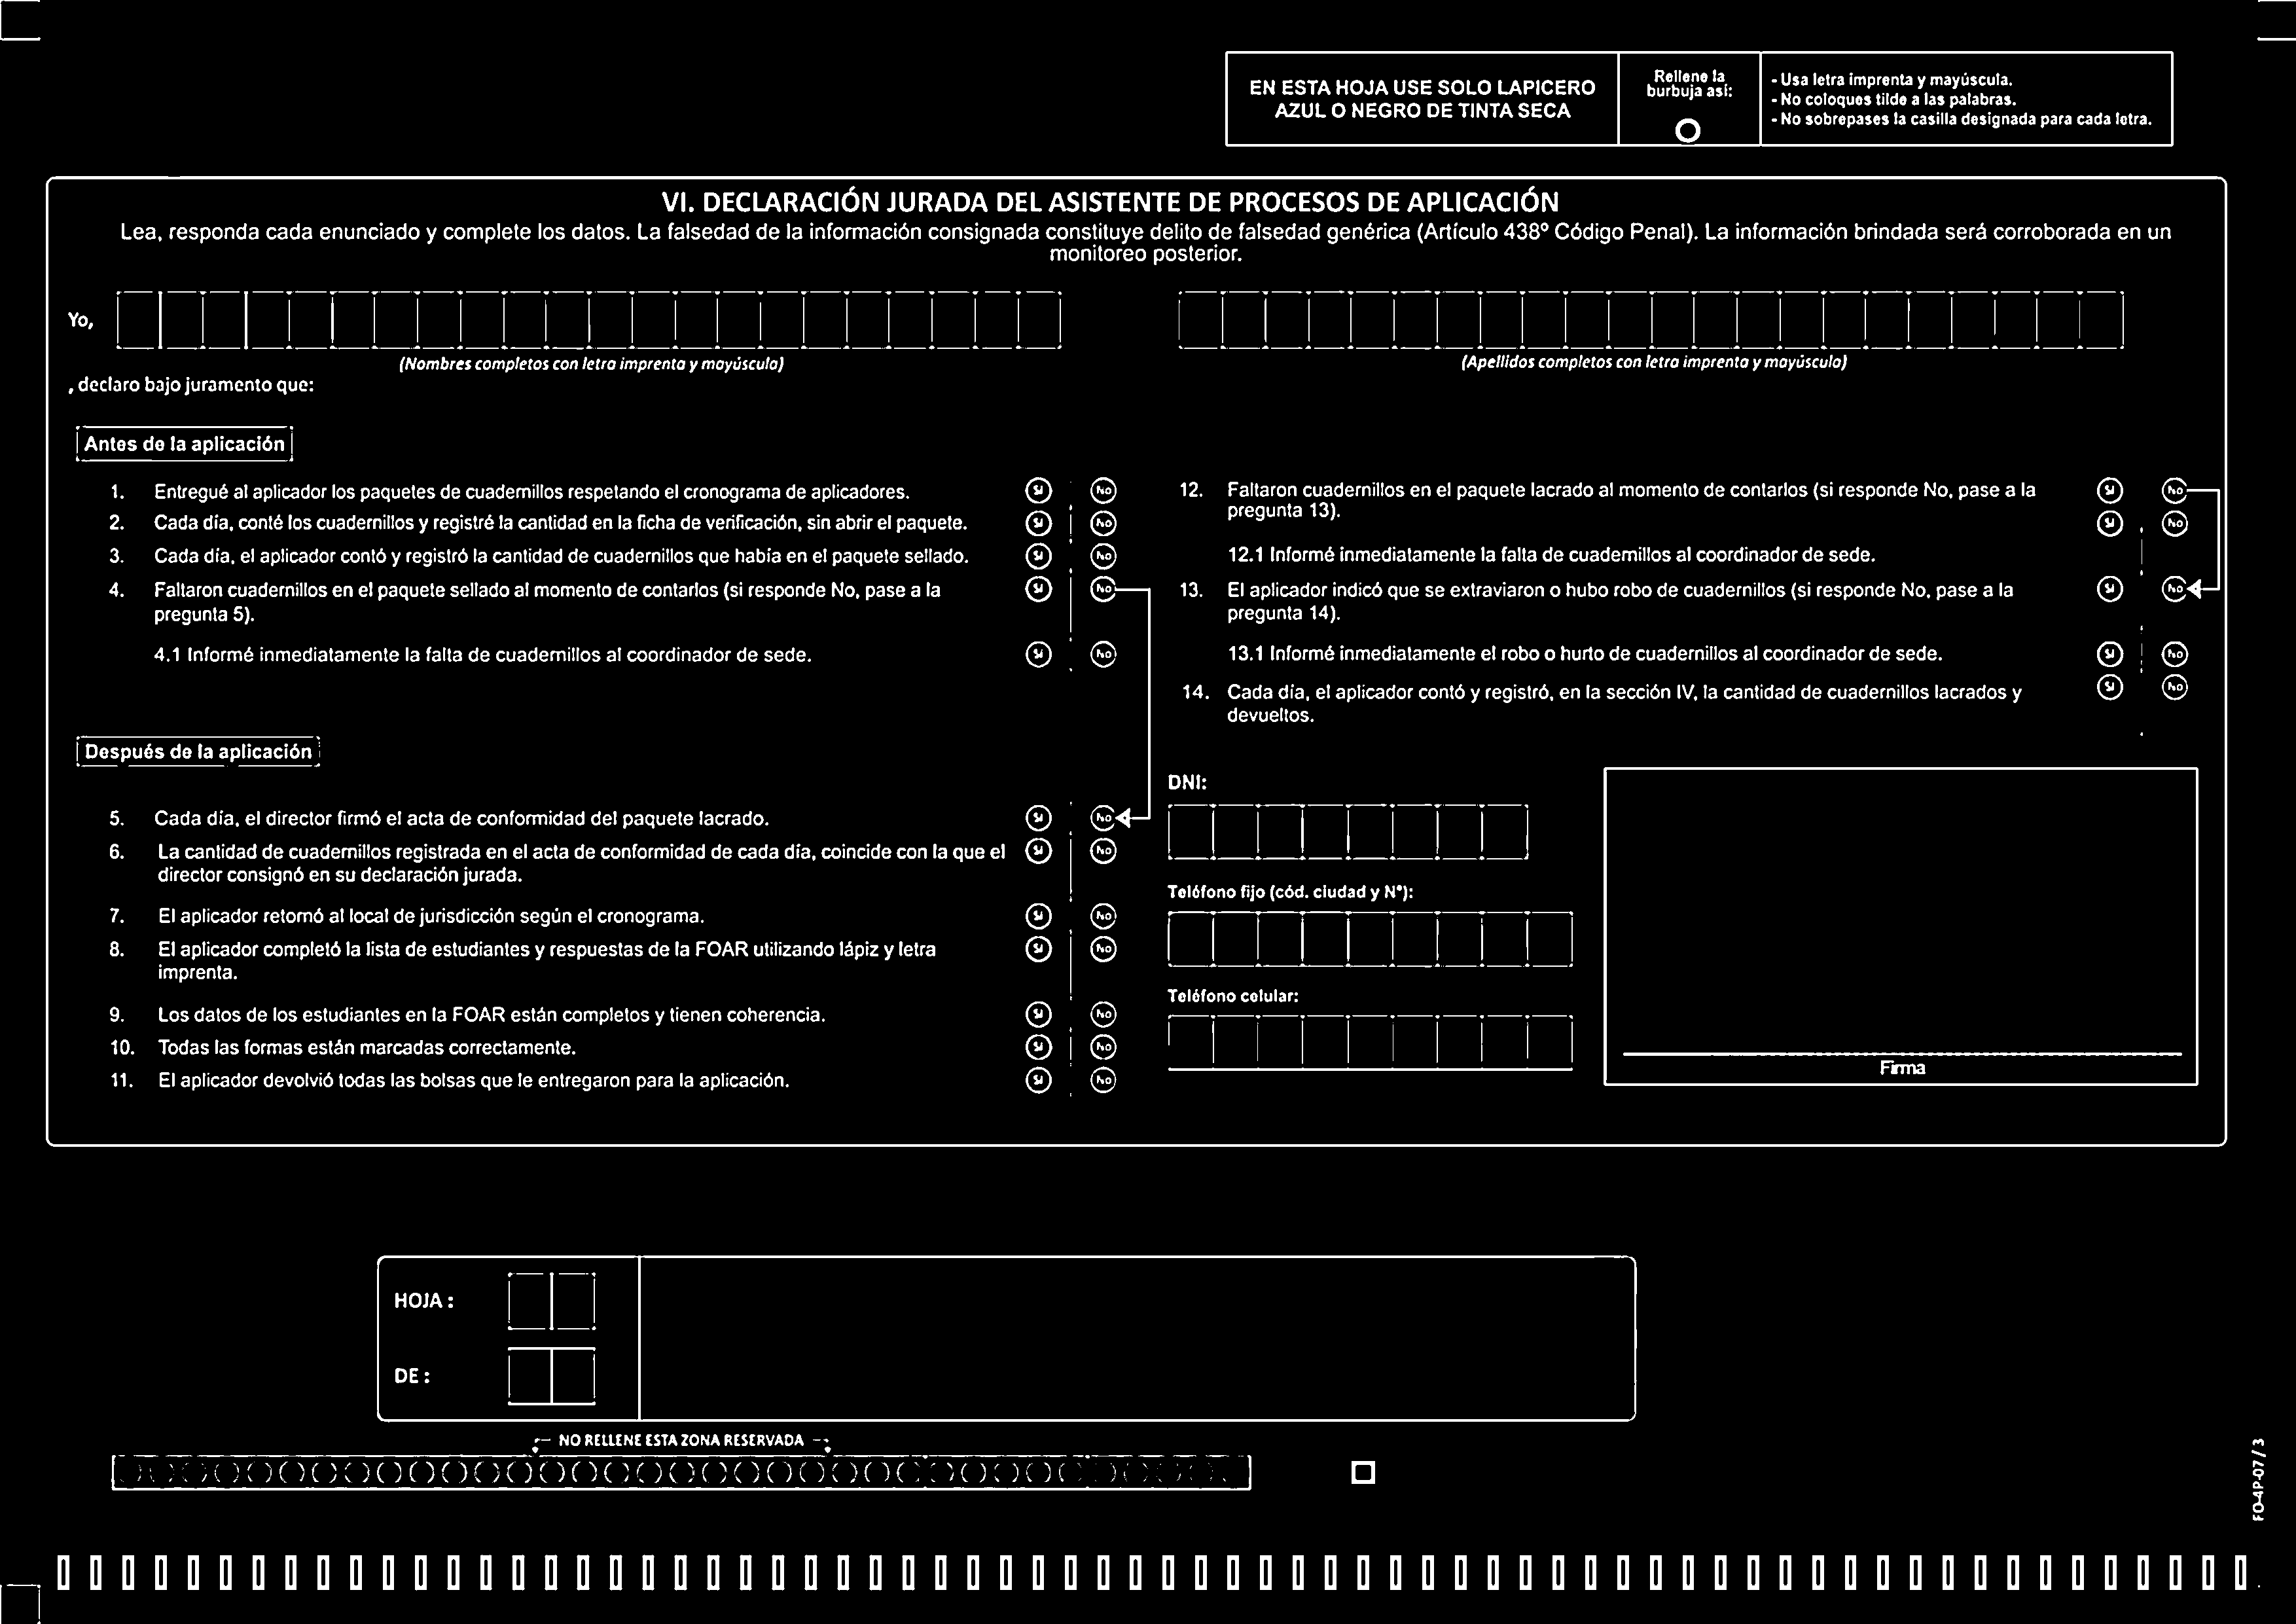 EN ESTA HOJA USE SOLO LAPICERO
AZUL O NEGRO DE TINTA SECA
Rellene la
burbuja así:
- Usa letra imprenta y mayúscula.
- No coloques tilde a las palabras.
- No sobrepases la casilla designada para cada letra.
VI. DECLARACIÓN JURADA DEL ASISTENTE DE PROCESOS DE APLICACIÓN
Lea, responda cada enunciado y complete los datos. La falsedad de la información consignada constituye delito de falsedad genérica (Artículo 438º Código Penal). La información brindada será corroborada en un
monitoreo posterior.
Yo,
(Nombres completos con letra imprenta y mayúscula)
(Apellidos completos con letra imprenta y mayúscula)
, declaro bajo juramento que:
Antes de la aplicación
1. Entregué al aplicador los paquetes de cuadernillos respetando el cronograma de aplicadores. Sí No
2. Cada día, conté los cuadernillos y registré la cantidad en la ficha de verificación, sin abrir el paquete. Sí No
3. Cada día, el aplicador contó y registró la cantidad de cuadernillos que había en el paquete sellado. Sí No
4. Faltaron cuadernillos en el paquete sellado al momento de contarlos (si responde No, pase a la Sí No
pregunta 5).
4.1 Informé inmediatamente la falta de cuadernillos al coordinador de sede. Sí No
Después de la aplicación
5. Cada día, el director firmó el acta de conformidad del paquete lacrado. Sí No
6. La cantidad de cuadernillos registrada en el acta de conformidad de cada día, coincide con la que el Sí No
director consignó en su declaración jurada.
7. El aplicador retornó al local de jurisdicción según el cronograma. Sí No
8. El aplicador completó la lista de estudiantes y respuestas de la FOAR utilizando lápiz y letra Sí No
imprenta.
9. Los datos de los estudiantes en la FOAR están completos y tienen coherencia. Sí No
10. Todas las formas están marcadas correctamente. Sí No
11. El aplicador devolvió todas las bolsas que le entregaron para la aplicación. Sí No
12. Faltaron cuadernillos en el paquete lacrado al momento de contarlos (si responde No, pase a la Sí No
pregunta 13). Sí No
12.1 Informé inmediatamente la falta de cuadernillos al coordinador de sede.
13. El aplicador indicó que se extraviaron o hubo robo de cuadernillos (si responde No, pase a la Sí No
pregunta 14).
13.1 Informé inmediatamente el robo o hurto de cuadernillos al coordinador de sede. Sí No
14. Cada día, el aplicador contó y registró, en la sección IV, la cantidad de cuadernillos lacrados y Sí No
devueltos.
DNI:
Teléfono fijo (cód. ciudad y N°):
Teléfono celular:
Firma
HOJA :
DE :
NO RELLENE ESTA ZONA RESERVADA
FO-4P-07 / 3